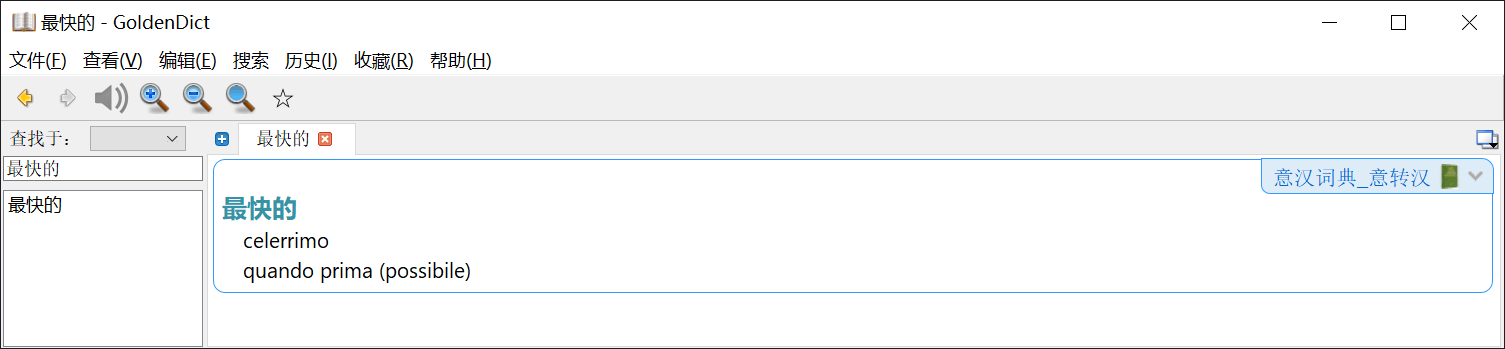 最快的 - GoldenDict
文件(F) 查看(V) 编辑(E) 搜索 历史(I) 收藏(R) 帮助(H)
查找于：
最快的
最快的
最快的
意汉词典_意转汉
最快的
celerrimo
quando prima (possibile)